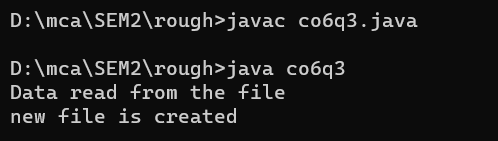 D:\mca\SEM2\rough>javac co6q3.java
D:\mca\SEM2\rough>java co6q3
Data read from the file
new file is created